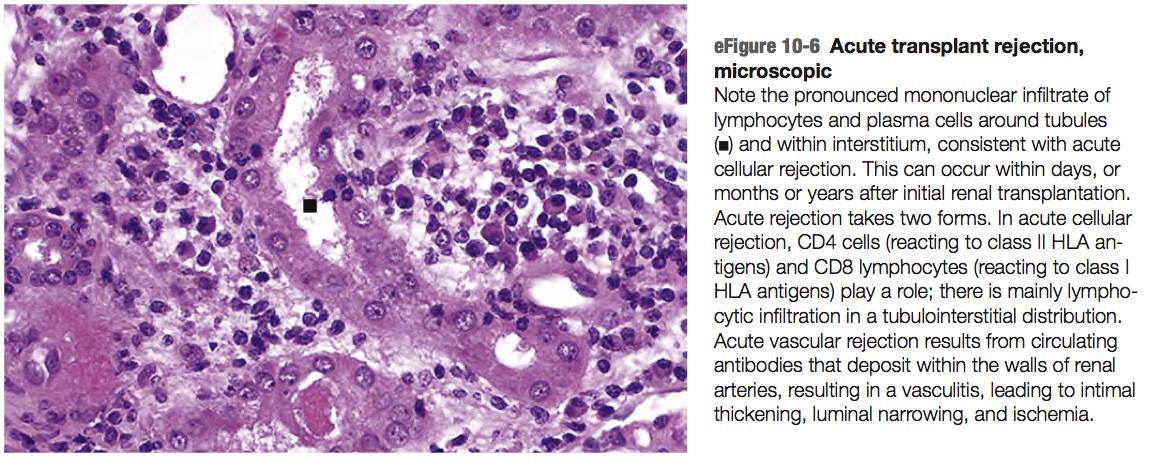 eFigure 10-6 Acute transplant rejection,
microscopic
Note the pronounced mononuclear infiltrate of
lymphocytes and plasma cells around tubules
(■) and within interstitium, consistent with acute
cellular rejection. This can occur within days, or
months or years after initial renal transplantation.
Acute rejection takes two forms. In acute cellular
rejection, CD4 cells (reacting to class II HLA an-
tigens) and CD8 lymphocytes (reacting to class I
HLA antigens) play a role; there is mainly lympho-
cytic infiltration in a tubulointerstitial distribution.
Acute vascular rejection results from circulating
antibodies that deposit within the walls of renal
arteries, resulting in a vasculitis, leading to intimal
thickening, luminal narrowing, and ischemia.